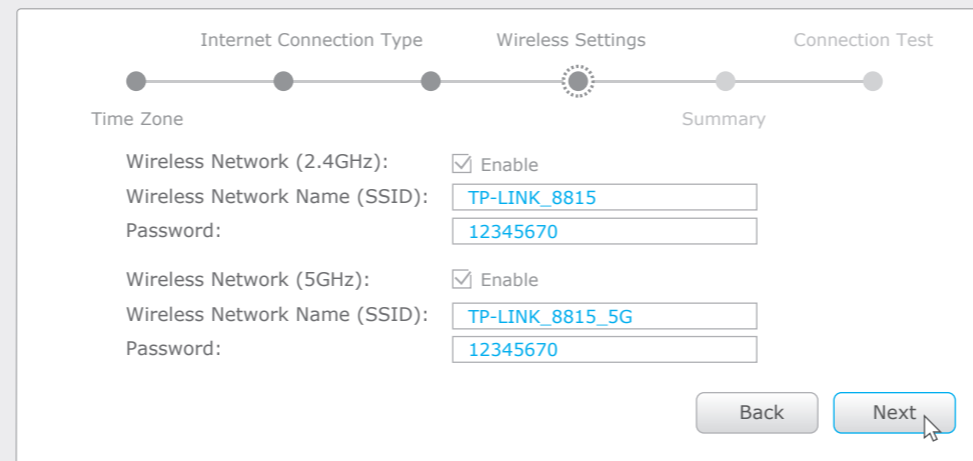 Internet Connection Type Wireless Settings Connection Test
Time Zone Summary
Wireless Network (2.4GHz): Enable
Wireless Network Name (SSID): TP-LINK_8815
Password: 12345670
Wireless Network (5GHz): Enable
Wireless Network Name (SSID): TP-LINK_8815_5G
Password: 12345670
Back Next